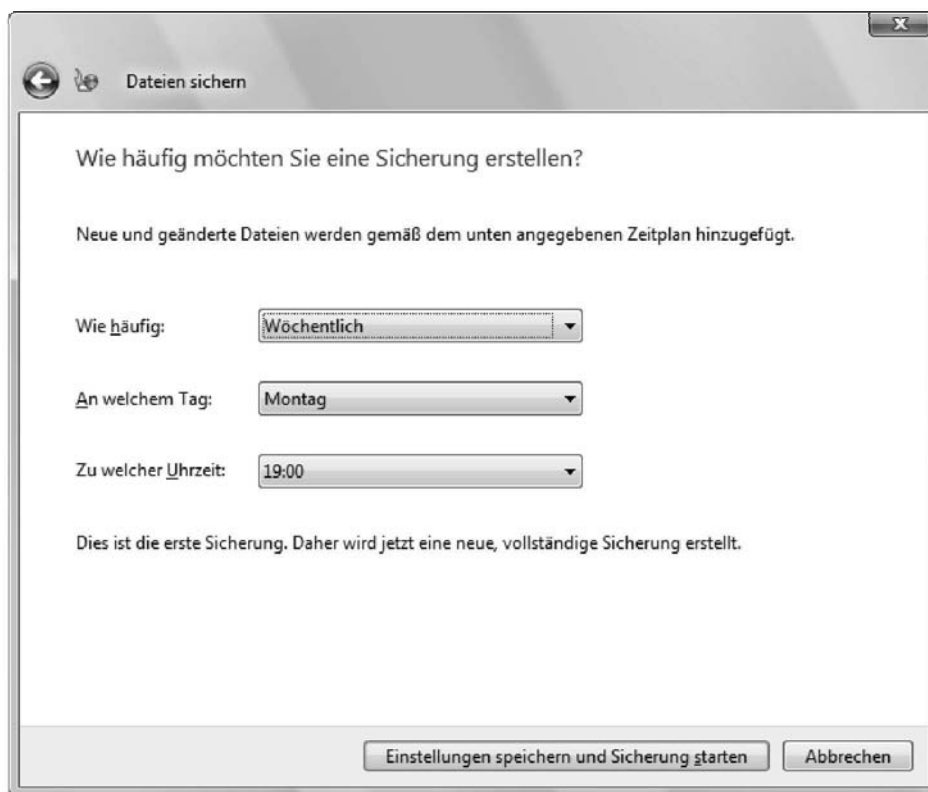 Dateien sichern
Wie häufig möchten Sie eine Sicherung erstellen?
Neue und geänderte Dateien werden gemäß dem unten angegebenen Zeitplan hinzugefügt.
Wie häufig: Wöchentlich
An welchem Tag: Montag
Zu welcher Uhrzeit: 19:00
Dies ist die erste Sicherung. Daher wird jetzt eine neue, vollständige Sicherung erstellt.
Einstellungen speichern und Sicherung starten Abbrechen